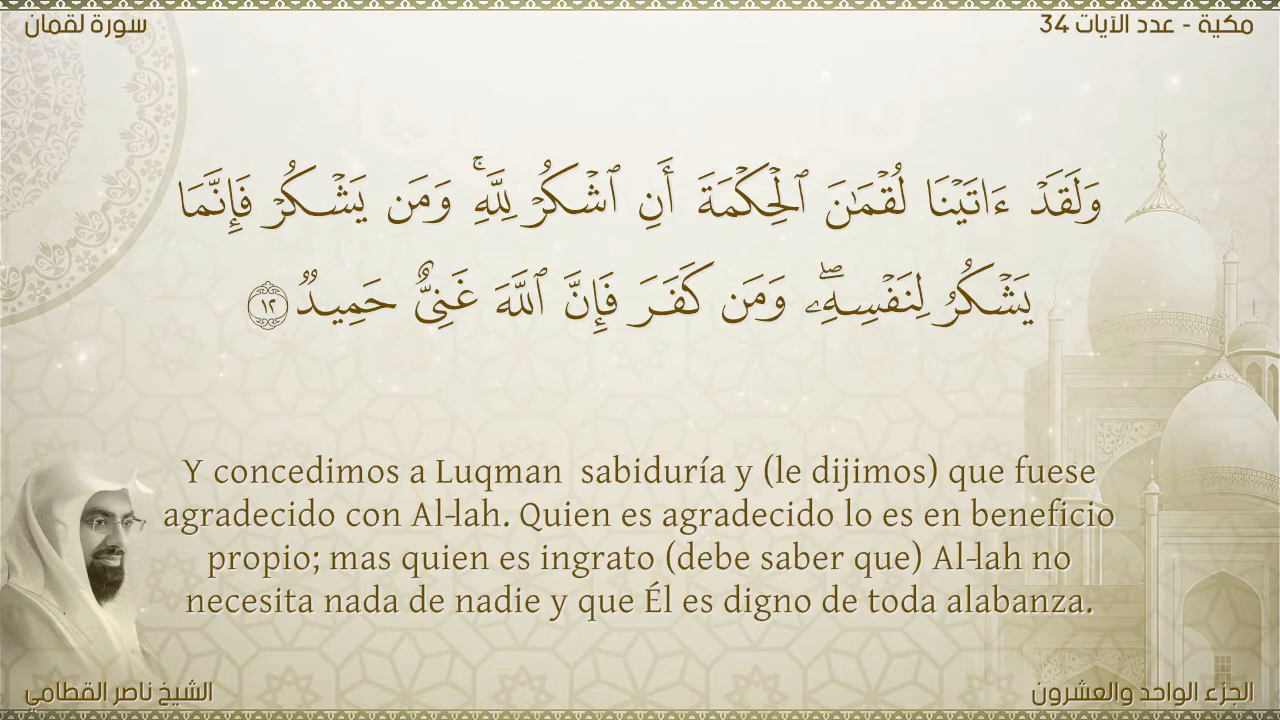 سورة لقمان
مكية - عدد الآيات 34
وَلَقَدْ ءَاتَيْنَا لُقْمَـٰنَ ٱلْحِكْمَةَ أَنِ ٱشْكُرْ لِلَّهِ ۚ وَمَن يَشْكُرْ فَإِنَّمَا
يَشْكُرُ لِنَفْسِهِۦ ۖ وَمَن كَفَرَ فَإِنَّ ٱللَّهَ غَنِىٌّ حَمِيدٌ ١٢
Y concedimos a Luqman sabiduría y (le dijimos) que fuese
agradecido con Al-lah. Quien es agradecido lo es en beneficio
propio; mas quien es ingrato (debe saber que) Al-lah no
necesita nada de nadie y que Él es digno de toda alabanza.
الشيخ ناصر القطامي
الجزء الواحد والعشرون